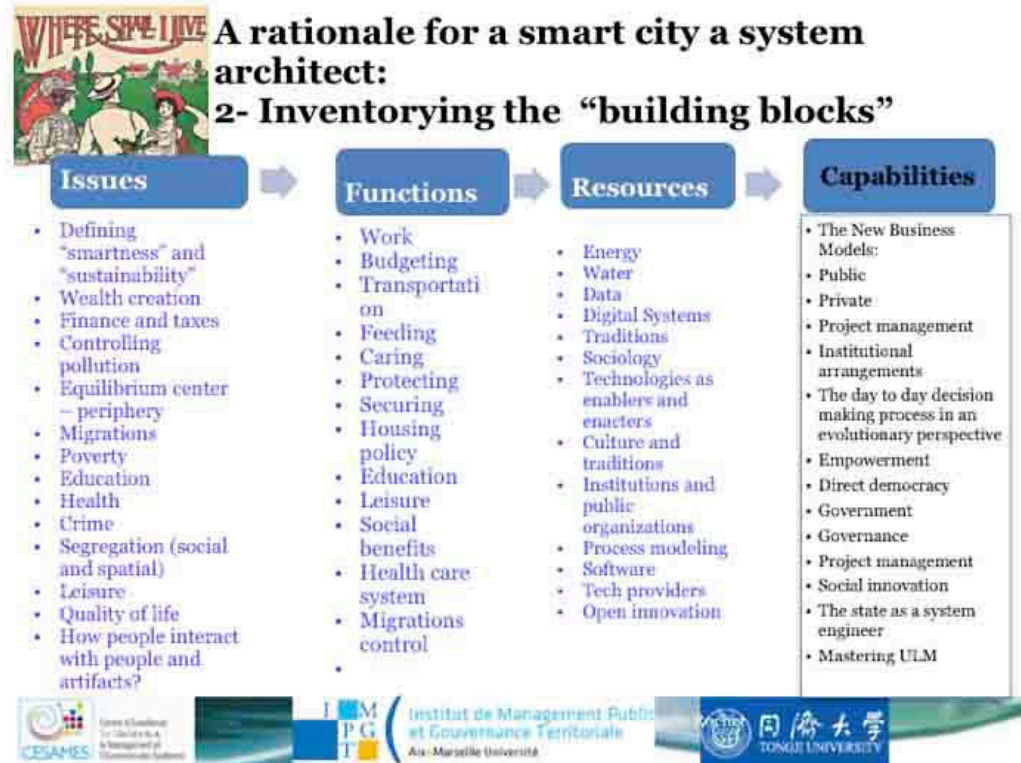 WHERE SHALL I LIVE
A rationale for a smart city a system
architect:
2- Inventorying the “building blocks”
Issues
• Defining
“smartness” and
“sustainability”
• Wealth creation
• Finance and taxes
• Controlling
pollution
• Equilibrium center
– periphery
• Migrations
• Poverty
• Education
• Health
• Crime
• Segregation (social
and spatial)
• Leisure
• Quality of life
• How people interact
with people and
artifacts?
Functions
• Work
• Budgeting
• Transportati
on
• Feeding
• Caring
• Protecting
• Securing
• Housing
policy
• Education
• Leisure
• Social
benefits
• Health care
system
• Migrations
control
•
Resources
• Energy
• Water
• Data
• Digital Systems
• Traditions
• Sociology
• Technologies as
enablers and
enacters
• Culture and
traditions
• Institutions and
public
organizations
• Process modeling
• Software
• Tech providers
• Open innovation
Capabilities
• The New Business
Models:
• Public
• Private
• Project management
• Institutional
arrangements
• The day to day decision
making process in an
evolutionary perspective
• Empowerment
• Direct democracy
• Government
• Governance
• Project management
• Social innovation
• The state as a system
engineer
• Mastering ULM
CESAMES
I M
P G
T
Institut de Management Public
et Gouvernance Territoriale
Aix-Marseille Université
同济大学
TONGJI UNIVERSITY